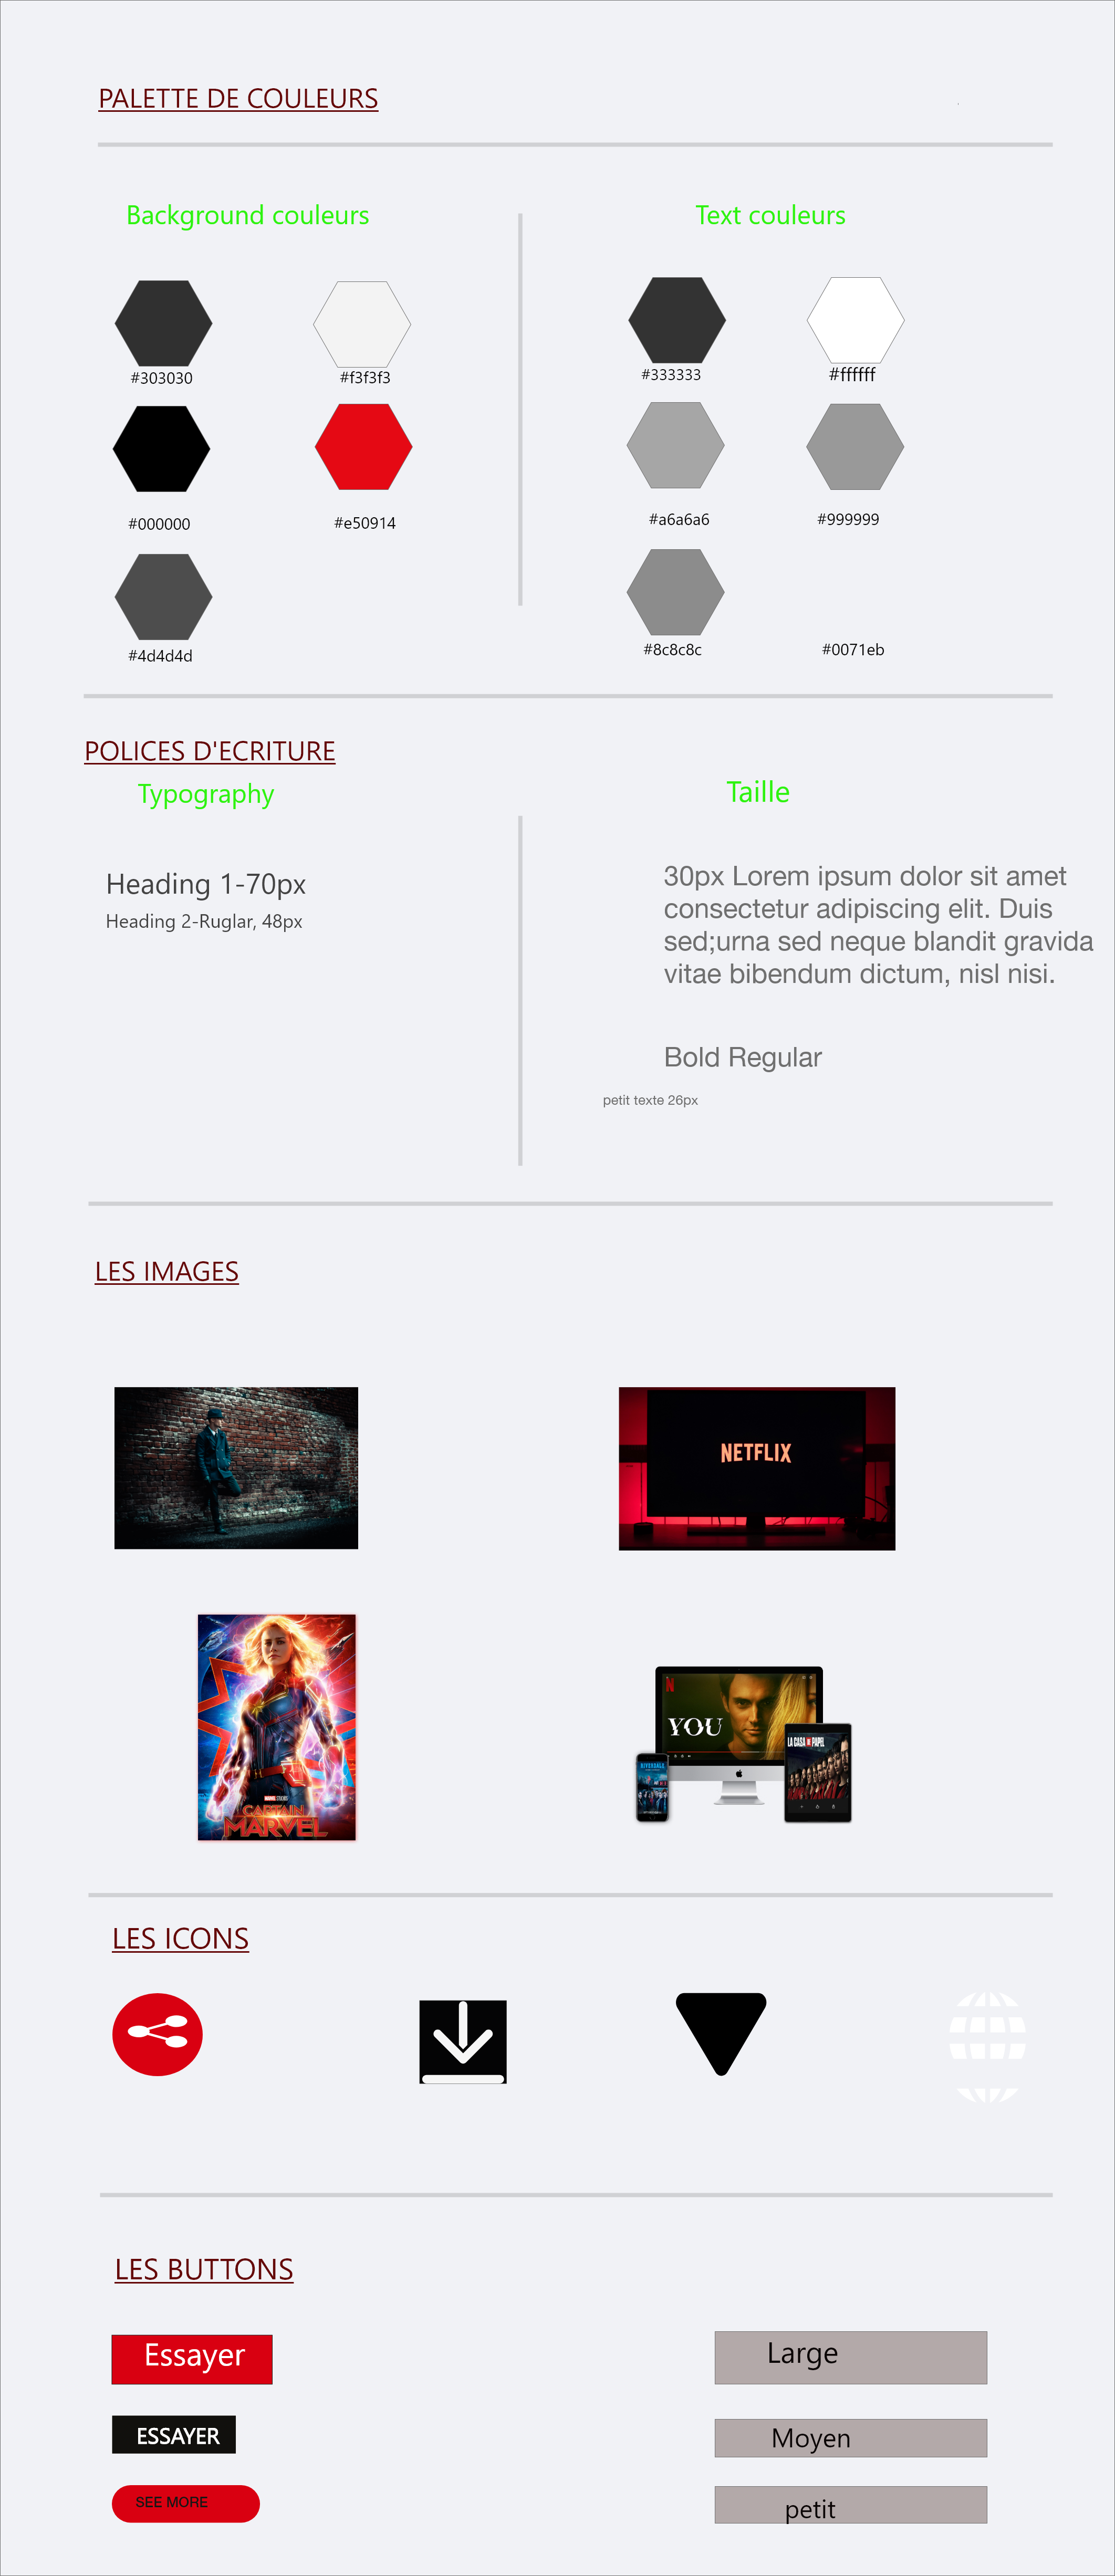 PALETTE DE COULEURS
Background couleurs
Text couleurs
#303030
#f3f3f3
#333333
#ffffff
#000000
#e50914
#a6a6a6
#999999
#4d4d4d
#8c8c8c
#0071eb
POLICES D'ECRITURE
Typography
Taille
Heading 1-70px
Heading 2-Ruglar, 48px
30px Lorem ipsum dolor sit amet
consectetur adipiscing elit. Duis
sed;urna sed neque blandit gravida
vitae bibendum dictum, nisl nisi.
Bold Regular
petit texte 26px
LES IMAGES
NETFLIX
MARVEL STUDIOS
CAPTAIN
MARVEL
N
YOU
RIVERDALE
LA CASA DE PAPEL
LES ICONS
LES BUTTONS
Essayer
ESSAYER
SEE MORE
Large
Moyen
petit